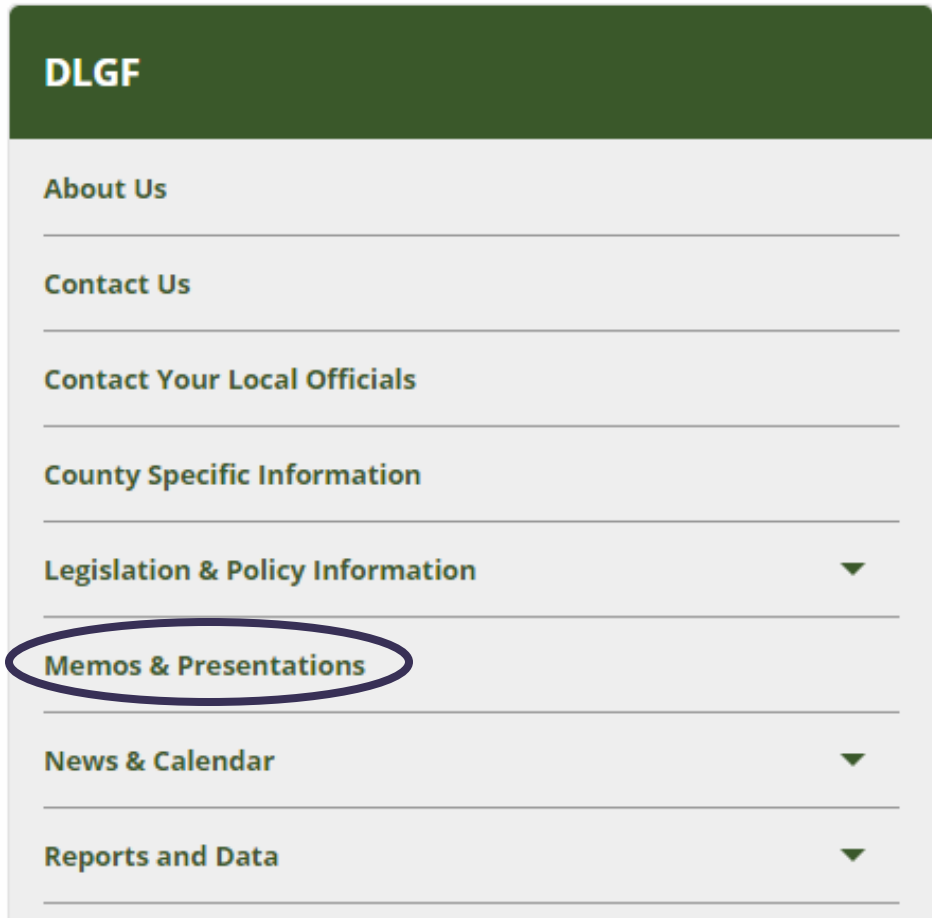 DLGF
About Us
Contact Us
Contact Your Local Officials
County Specific Information
Legislation & Policy Information
Memos & Presentations
News & Calendar
Reports and Data